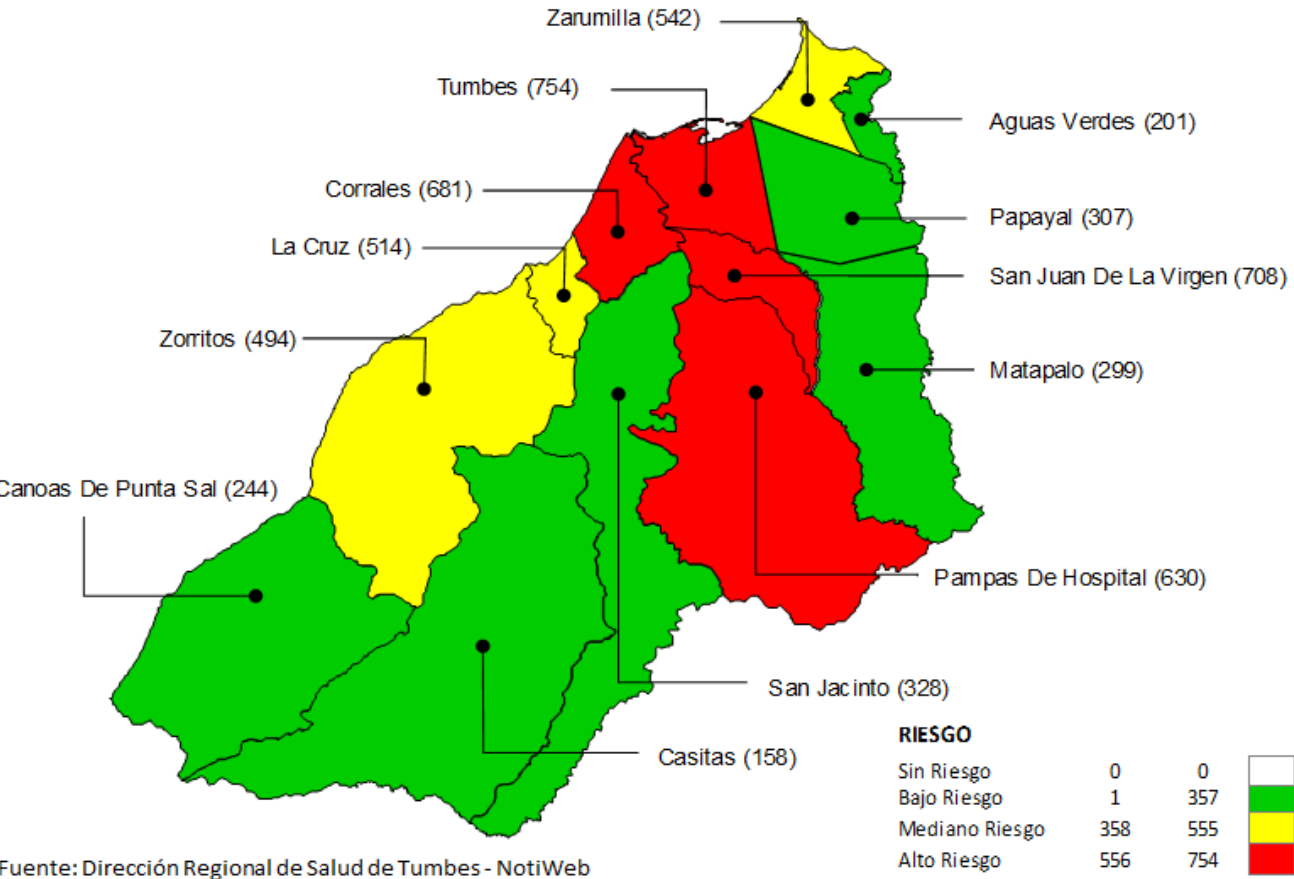 Zarumilla (542)
Tumbes (754)
Aguas Verdes (201)
Corrales (681)
Papayal (307)
La Cruz (514)
San Juan De La Virgen (708)
Zorritos (494)
Matapalo (299)
Canoas De Punta Sal (244)
Pampas De Hospital (630)
San Jacinto (328)
Casitas (158)
RIESGO
Sin Riesgo 0 0
Bajo Riesgo 1 357
Mediano Riesgo 358 555
Alto Riesgo 556 754
Fuente: Dirección Regional de Salud de Tumbes - NotiWeb